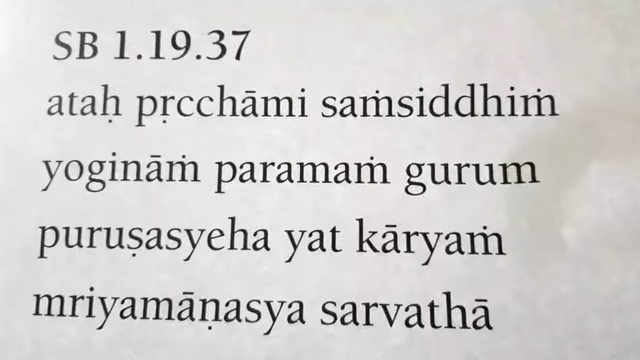 SB 1.19.37
ataḥ pṛcchāmi saṁsiddhiṁ
yogināṁ paramaṁ gurum
puruṣasyeha yat kāryaṁ
mriyamāṇasya sarvathā